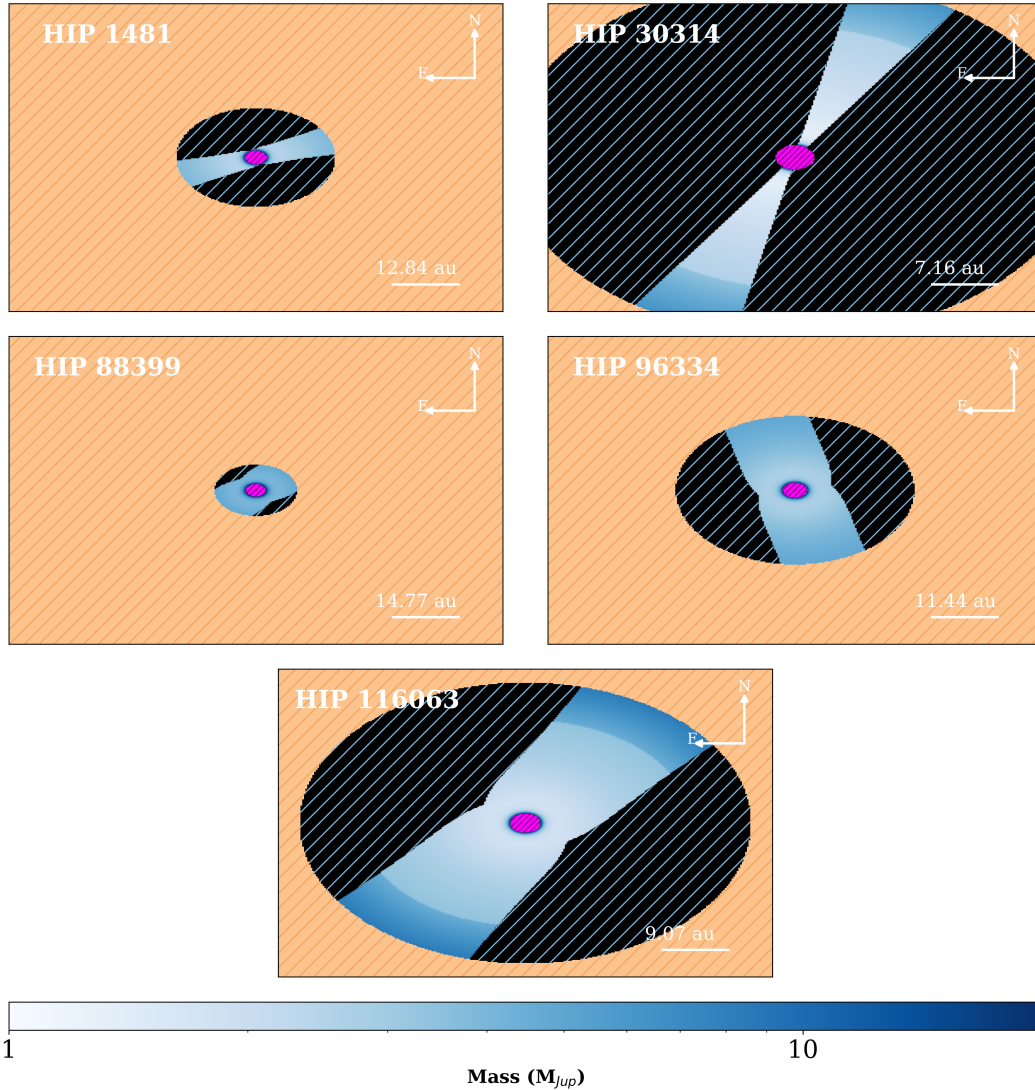 HIP 1481
N
E
12.84 au
HIP 30314
N
E
7.16 au
HIP 88399
N
E
14.77 au
HIP 96334
N
E
11.44 au
HIP 116063
N
E
9.07 au
1
10
Mass (M_Jup)